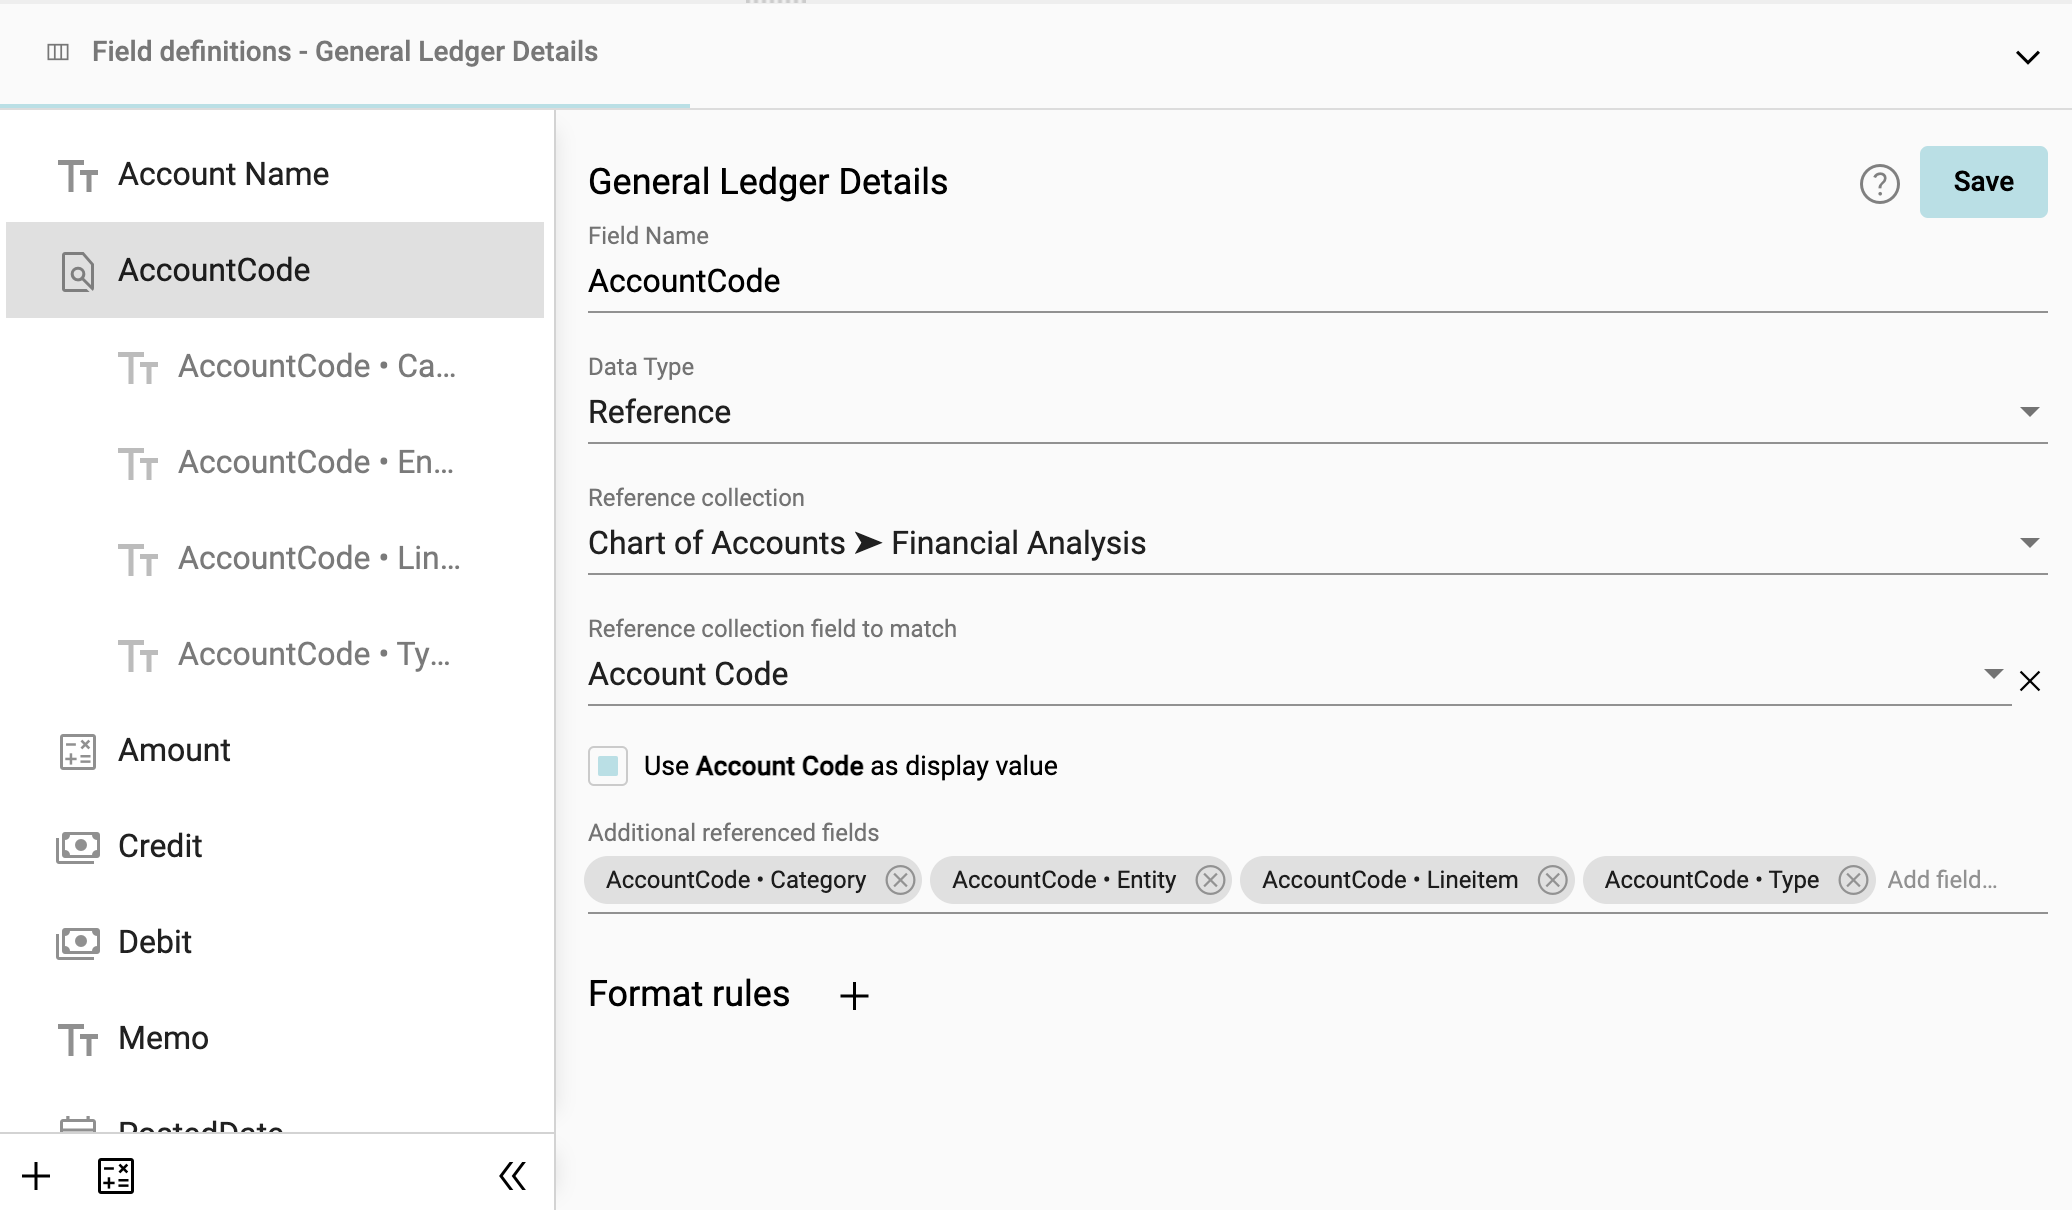 Field definitions - General Ledger Details
Account Name
AccountCode
AccountCode • Ca...
AccountCode • En...
AccountCode • Lin...
AccountCode • Ty...
Amount
Credit
Debit
Memo
PostedDate
General Ledger Details
Save
Field Name
AccountCode
Data Type
Reference
Reference collection
Chart of Accounts ➤ Financial Analysis
Reference collection field to match
Account Code
Use Account Code as display value
Additional referenced fields
AccountCode • Category AccountCode • Entity AccountCode • Lineitem AccountCode • Type Add field...
Format rules